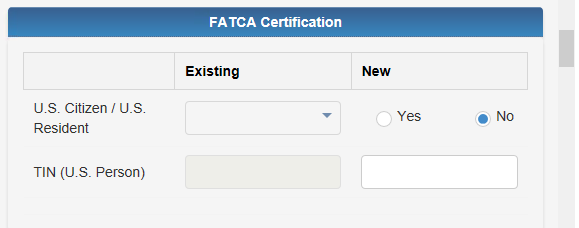 FATCA Certification
Existing New
U.S. Citizen / U.S.
Resident
Yes No
TIN (U.S. Person)